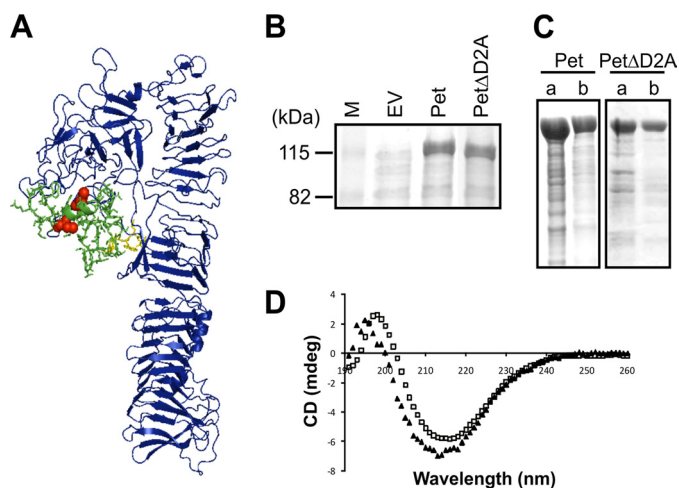 A
B
C
Pet PetΔD2A
a b a b
(kDa)
M EV Pet PetΔD2A
115
82
D
CD (mdeg)
4
2
0
-2
-4
-6
-8
190 200 210 220 230 240 250 260
Wavelength (nm)